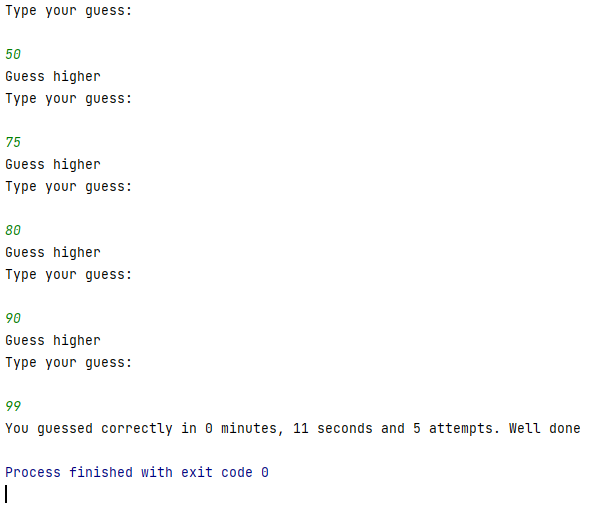 Type your guess:
50
Guess higher
Type your guess:
75
Guess higher
Type your guess:
80
Guess higher
Type your guess:
90
Guess higher
Type your guess:
99
You guessed correctly in 0 minutes, 11 seconds and 5 attempts. Well done
Process finished with exit code 0